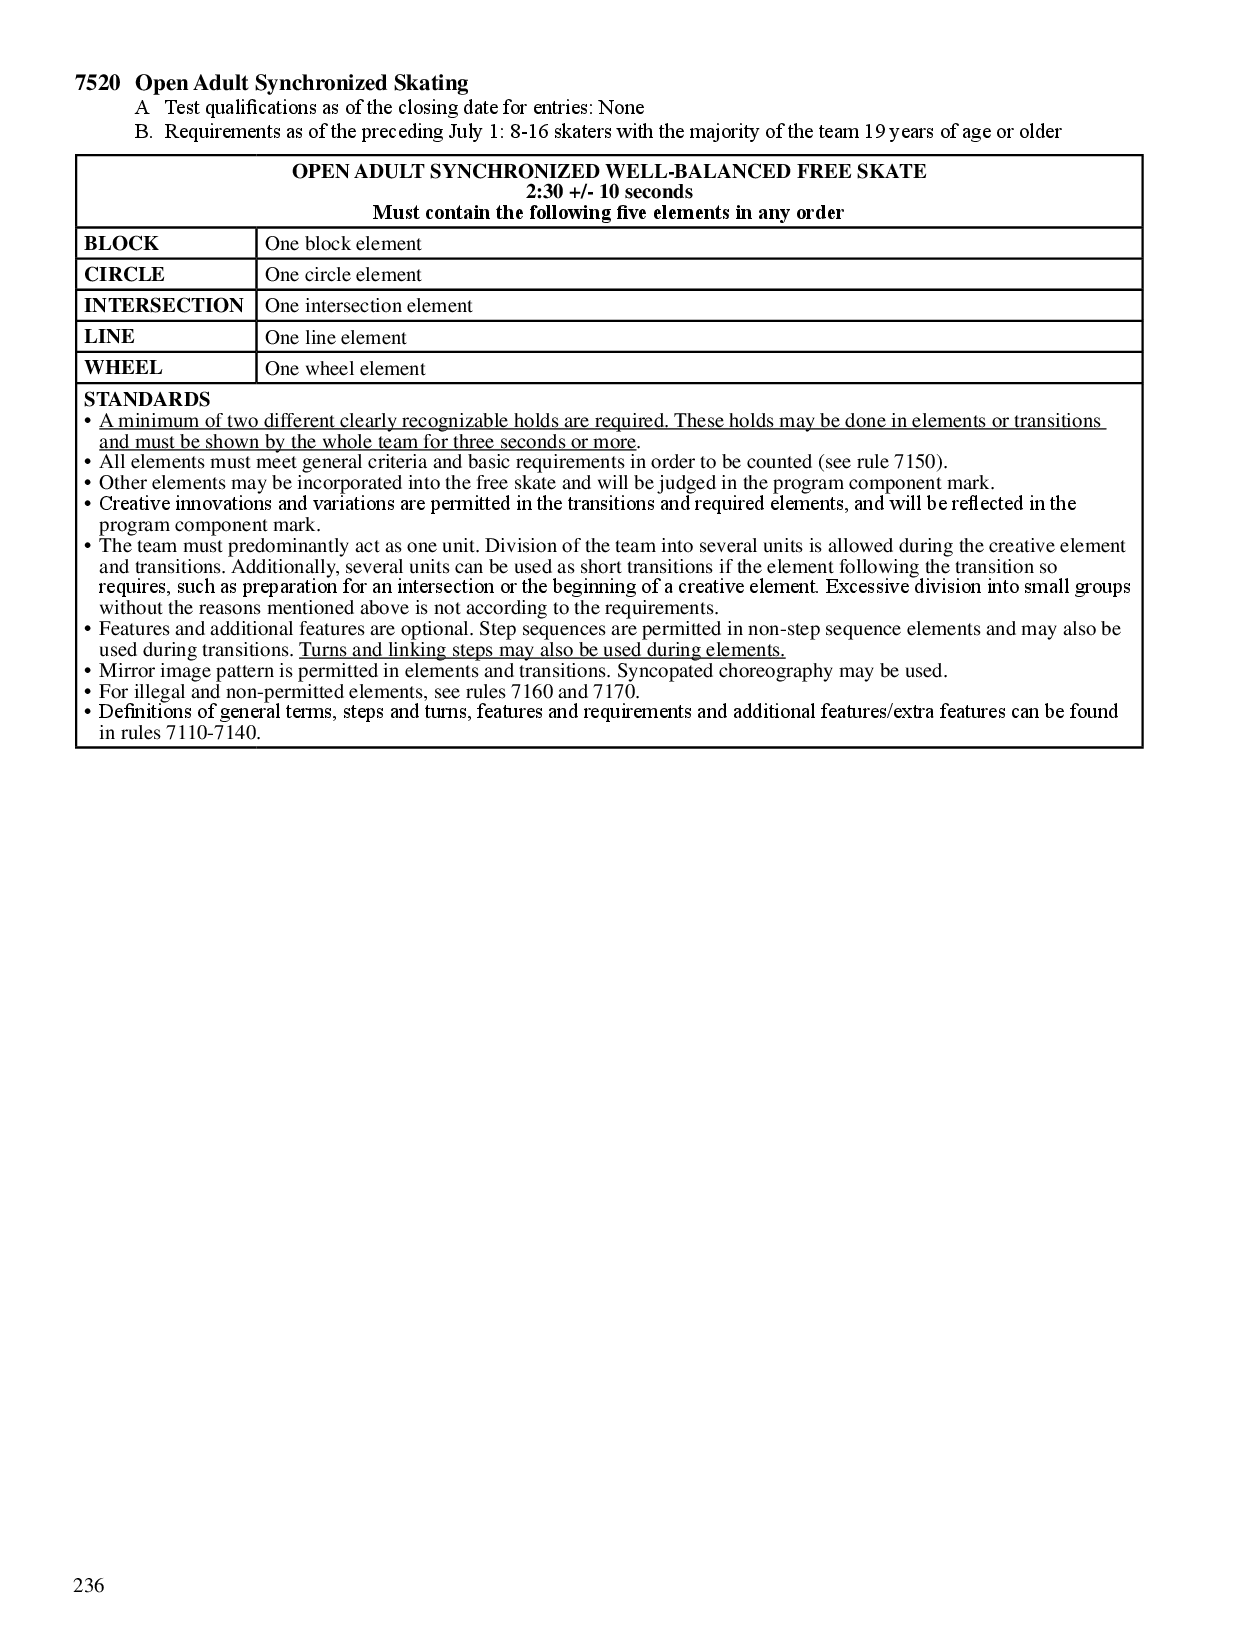 7520 Open Adult Synchronized Skating
A Test qualifications as of the closing date for entries: None
B. Requirements as of the preceding July 1: 8-16 skaters with the majority of the team 19 years of age or older
OPEN ADULT SYNCHRONIZED WELL-BALANCED FREE SKATE
2:30 +/- 10 seconds
Must contain the following five elements in any order
BLOCK One block element
CIRCLE One circle element
INTERSECTION One intersection element
LINE One line element
WHEEL One wheel element
STANDARDS
• A minimum of two different clearly recognizable holds are required. These holds may be done in elements or transitions
and must be shown by the whole team for three seconds or more.
• All elements must meet general criteria and basic requirements in order to be counted (see rule 7150).
• Other elements may be incorporated into the free skate and will be judged in the program component mark.
• Creative innovations and variations are permitted in the transitions and required elements, and will be reflected in the
program component mark.
• The team must predominantly act as one unit. Division of the team into several units is allowed during the creative element
and transitions. Additionally, several units can be used as short transitions if the element following the transition so
requires, such as preparation for an intersection or the beginning of a creative element. Excessive division into small groups
without the reasons mentioned above is not according to the requirements.
• Features and additional features are optional. Step sequences are permitted in non-step sequence elements and may also be
used during transitions. Turns and linking steps may also be used during elements.
• Mirror image pattern is permitted in elements and transitions. Syncopated choreography may be used.
• For illegal and non-permitted elements, see rules 7160 and 7170.
• Definitions of general terms, steps and turns, features and requirements and additional features/extra features can be found
in rules 7110-7140.
236